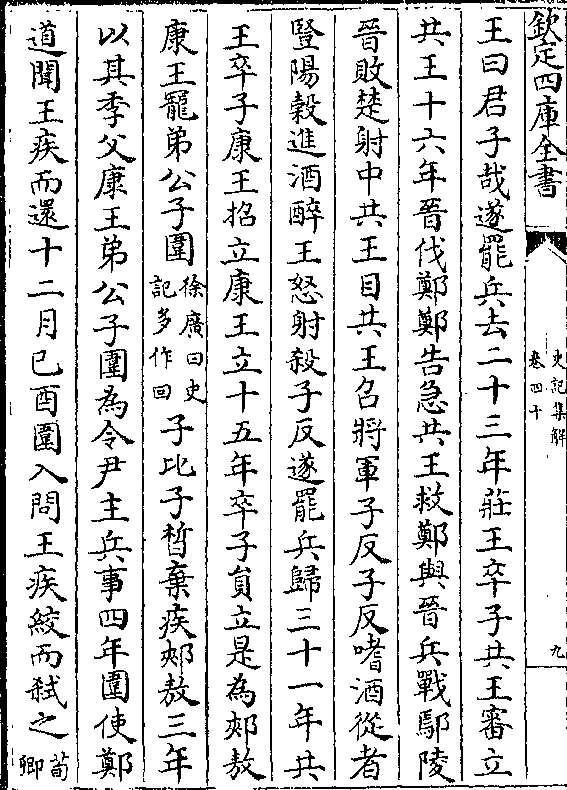 欽定四庫全書
史記集解
卷四十
九
王曰君子哉遂罷兵去二十三年莊王卒子共王審立
共王十六年晉伐鄭鄭告急共王救鄭與晉兵戰鄢陵
晉敗楚射中共王目共王召將軍子反子反嗜酒從者
豎陽穀進酒醉王怒射殺子反遂罷兵歸三十一年共
王卒子康王招立康王立十五年卒子員立是為郟敖
康王寵弟公子圍徐廣曰史記多作回子比子晳棄疾郟敖三年
以其季父康王弟公子圍為令尹主兵事四年圍使鄭
道聞王疾而還十二月己酉圍入問王疾絞而弒之荀卿